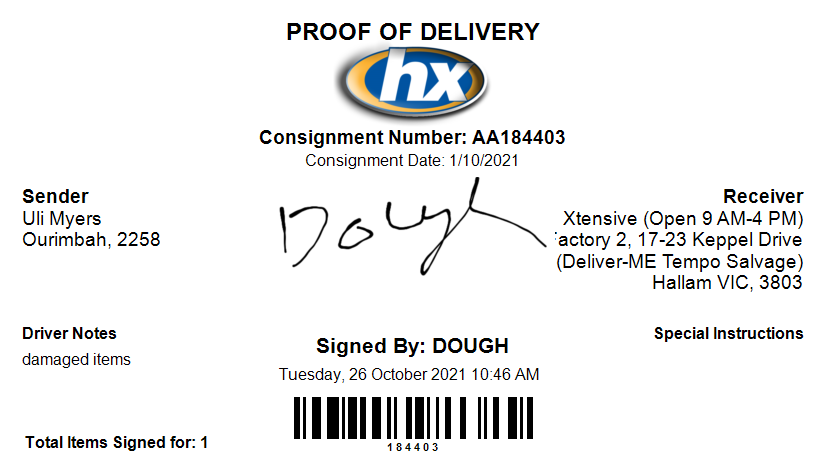 PROOF OF DELIVERY
hx
Consignment Number: AA184403
Consignment Date: 1/10/2021
Sender
Uli Myers
Ourimbah, 2258
Dough
Receiver
Xtensive (Open 9 AM-4 PM)
Factory 2, 17-23 Keppel Drive
(Deliver-ME Tempo Salvage)
Hallam VIC, 3803
Driver Notes
damaged items
Special Instructions
Signed By: DOUGH
Tuesday, 26 October 2021 10:46 AM
184403
Total Items Signed for: 1